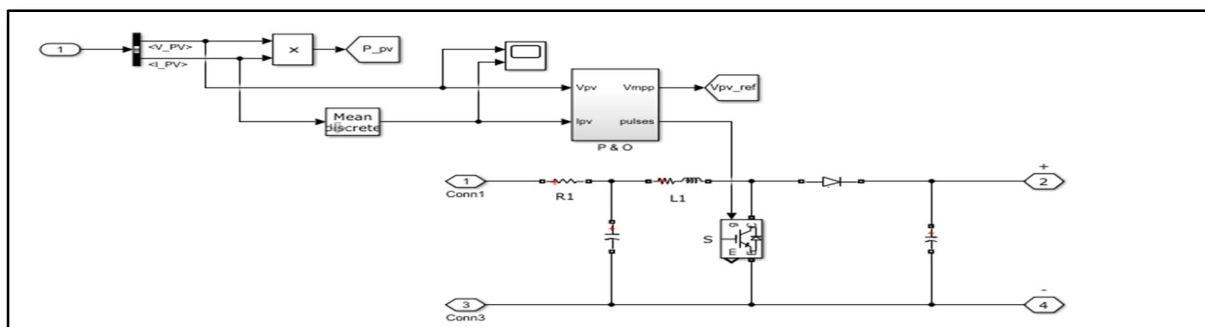 1
<V_PV>
<I_PV>
×
P_pv
Mean
discrete
Vpv
Ipv
Vmpp
pulses
P & O
Vpv_ref
1
Conn1
R1
L1
g
C
S
E
+
2
3
Conn3
-
4